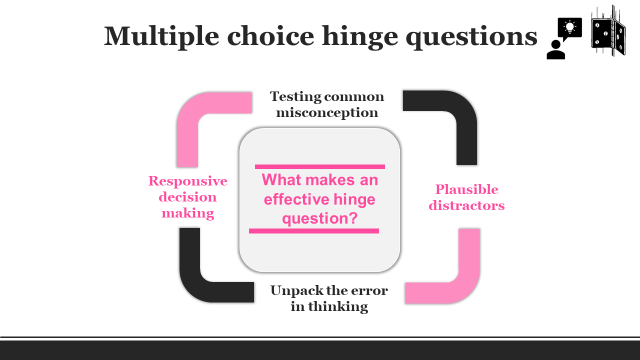 Multiple choice hinge questions
Testing common
misconception
Responsive
decision
making
What makes an
effective hinge
question?
Plausible
distractors
Unpack the error
in thinking